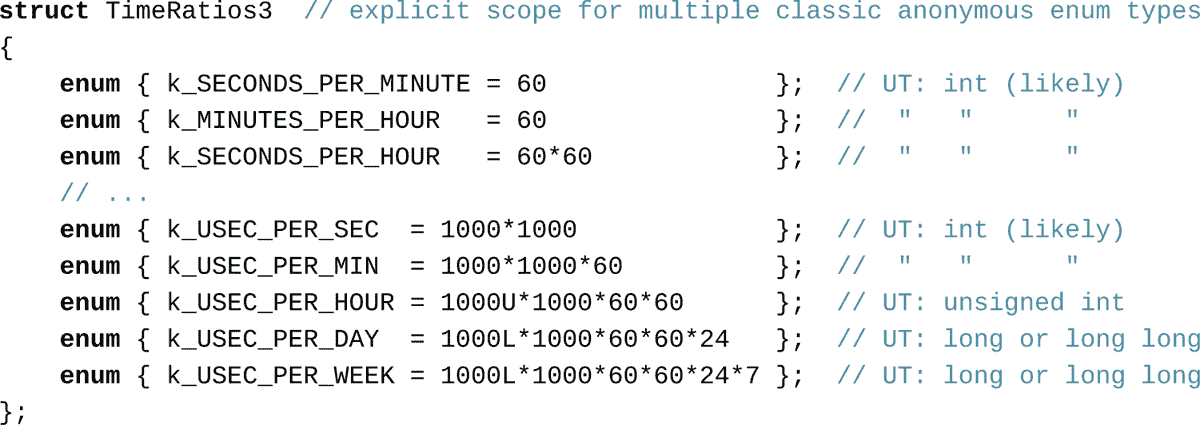 struct TimeRatios3  // explicit scope for multiple classic anonymous enum types
{
    enum { k_SECONDS_PER_MINUTE = 60               };  // UT: int (likely)
    enum { k_MINUTES_PER_HOUR   = 60               };  //  "   "      "
    enum { k_SECONDS_PER_HOUR   = 60*60            };  //  "   "      "
    // ...
    enum { k_USEC_PER_SEC  = 1000*1000             };  // UT: int (likely)
    enum { k_USEC_PER_MIN  = 1000*1000*60          };  //  "   "      "
    enum { k_USEC_PER_HOUR = 1000U*1000*60*60      };  // UT: unsigned int
    enum { k_USEC_PER_DAY  = 1000L*1000*60*60*24   };  // UT: long or long long
    enum { k_USEC_PER_WEEK = 1000L*1000*60*60*24*7 };  // UT: long or long long
};